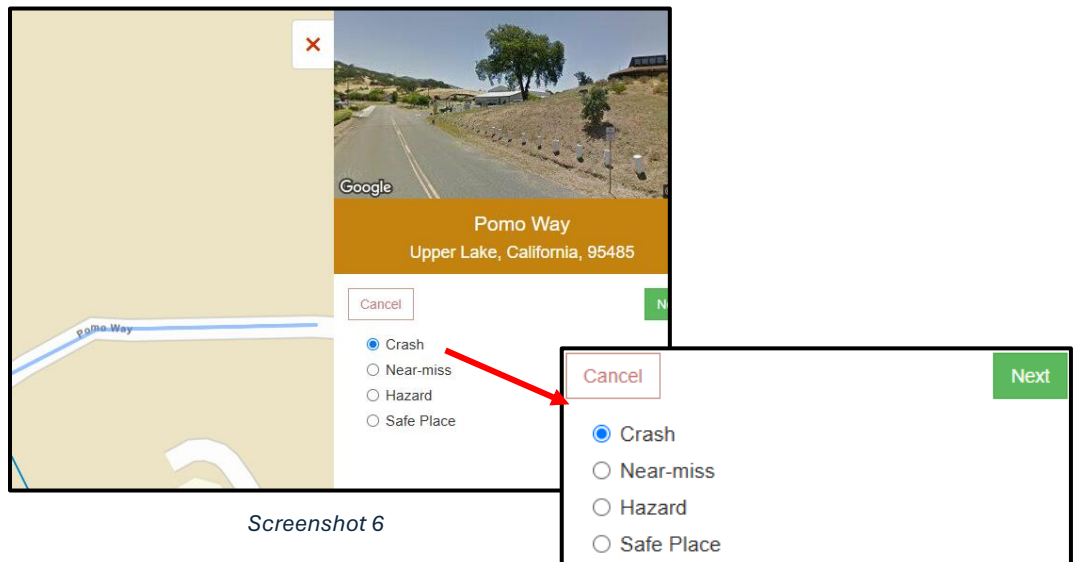 ×
Google
Pomo Way
Upper Lake, California, 95485
Cancel
Pomo Way
Crash
Near-miss
Hazard
Safe Place
Cancel
Next
Crash
Near-miss
Hazard
Safe Place
Screenshot 6